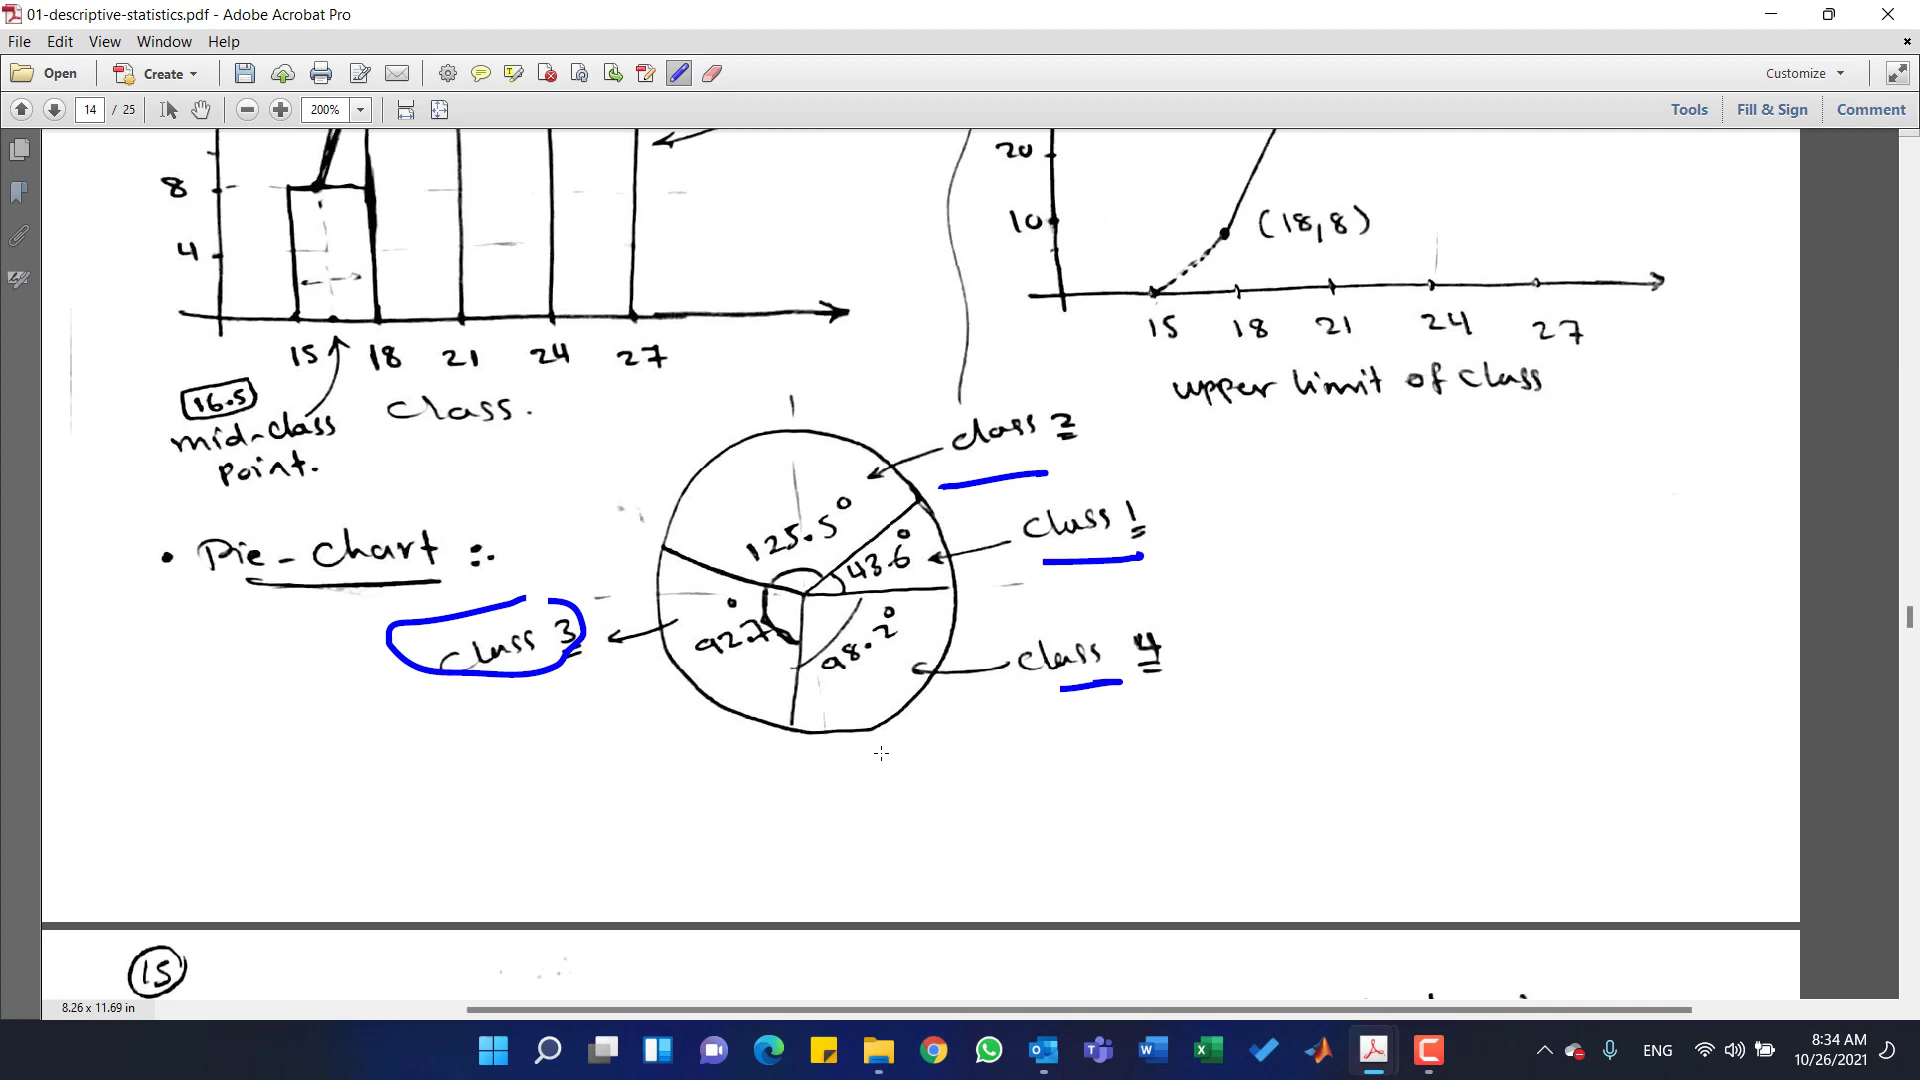 01-descriptive-statistics.pdf - Adobe Acrobat Pro
File Edit View Window Help
Open Create Customize
14 / 25 200% Tools Fill & Sign Comment
8
4
15 18 21 24 27
16.5
mid-class
point.
class.
20
10
(18,8)
15 18 21 24 27
upper limit of class
• Pie-chart :.
class 2
125.5°
class 1
43.6°
class 3
92.7°
98.2°
class 4
15
8.26 x 11.69 in
ENG
8:34 AM
10/26/2021